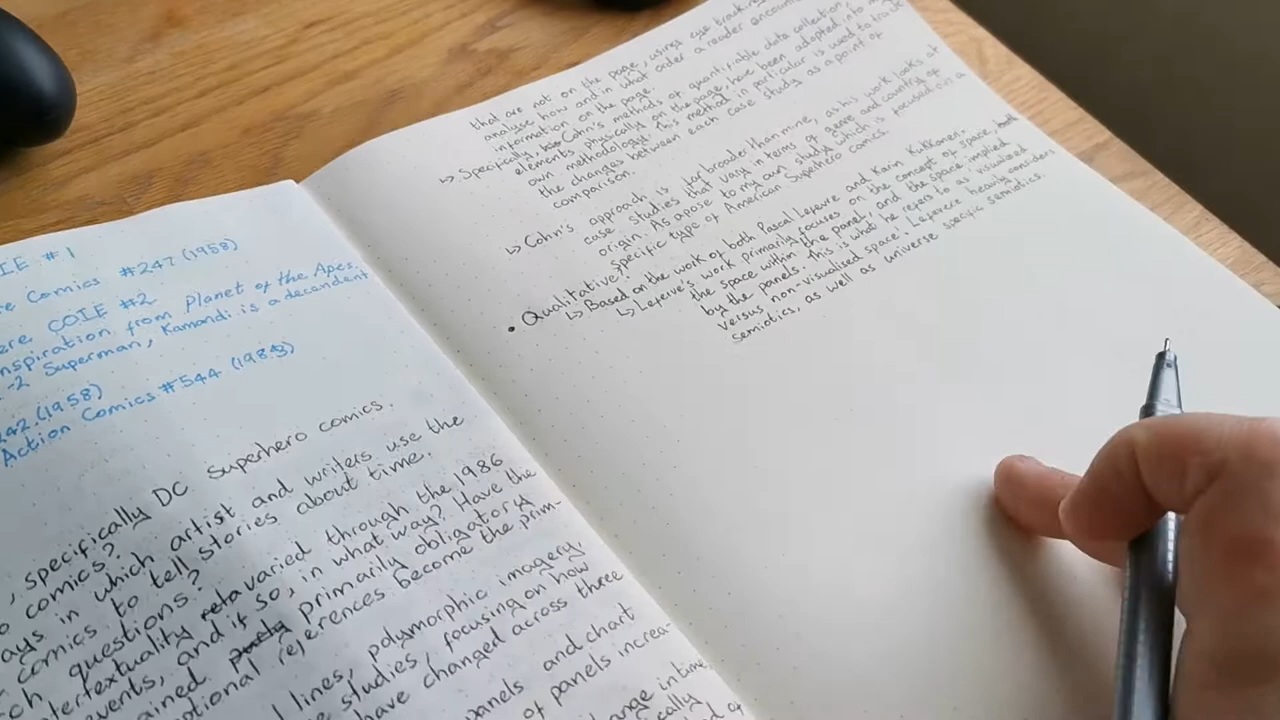 IE #1
re Comics #247 (1958)
ere COIE #2
nspiration from Planet of the Apes.
-2 Superman, Kamandi is a decendent
242 (1958)
Action Comics #544 (1983)
, specifically DC Superhero comics.
o comics?
ays in which artist and writers use the
comics to tell stories about time.
ch questions?
ntertextuality varied through the 1986
events, and if so, in what way? Have the
ained primarily obligatory
otional references become the prim-
l lines, polymorphic imagery,
e studies, focusing on how
have changed across three
panels and chart
of panels increa-
ange in time
cally
that are not on the page, using eye track
analyse how and in what order a reader encount
information on the page.
↳ Specifically, Cohn's methods of quantifiable data collection,
elements physically on the page, have been adopted into my
own methodology. This method in particular is used to track
the changes between each case study as a point of
comparison.
↳ Cohn's approach is far broader than mine, as his work looks at
case studies that vary in terms of genre and country of
origin. As apose to my own study which is focused on a
specific type of American Superhero Comics.
• Qualitative
↳ Based on the work of both Pascal Lefevre and Karin Kukkonen.
↳ Lefevre's work primarily focuses on the concept of space, both
the space within the panel, and the space implied
by the panels. This is what he refers to as visualized
versus non-visualised space. Leferere heavily considers
semiotics, as well as universe specific semiotics.